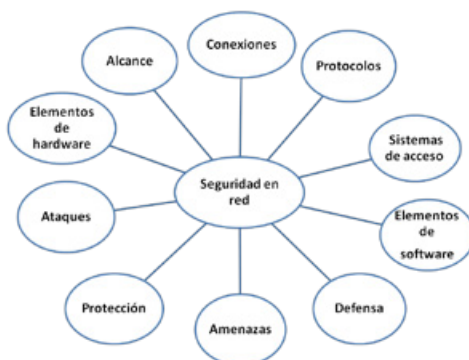 Conexiones
Alcance
Protocolos
Elementos
de
hardware
Sistemas
de acceso
Seguridad en
red
Ataques
Elementos
de
software
Protección
Defensa
Amenazas